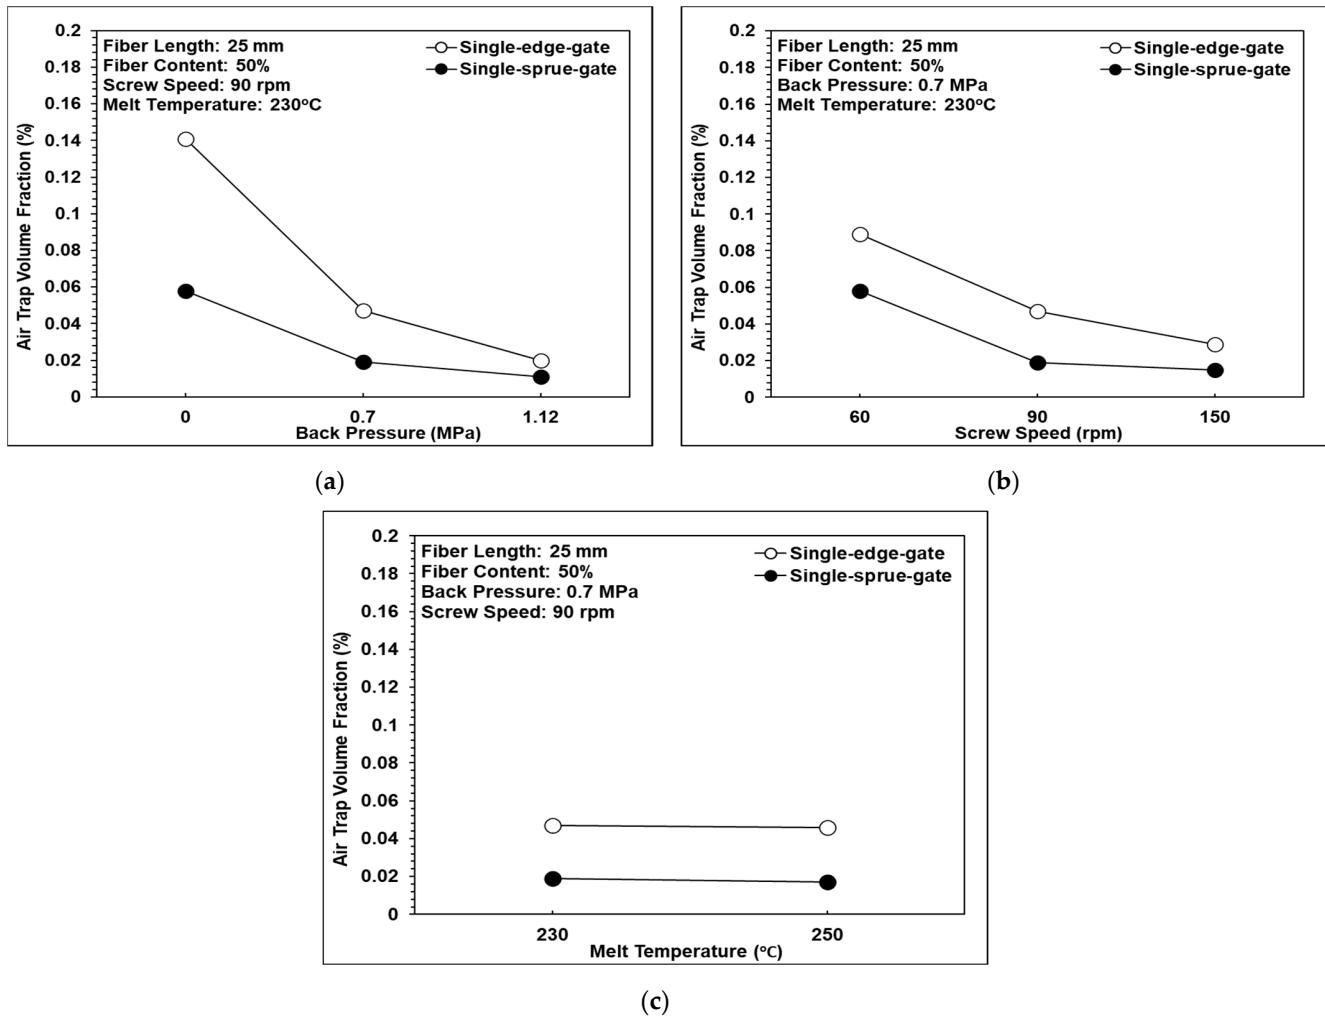 Fiber Length: 25 mm
Fiber Content: 50%
Screw Speed: 90 rpm
Melt Temperature: 230°C
Single-edge-gate
Single-sprue-gate
Air Trap Volume Fraction (%)
0.2
0.18
0.16
0.14
0.12
0.1
0.08
0.06
0.04
0.02
0
0 0.7 1.12
Back Pressure (MPa)
(a)
Fiber Length: 25 mm
Fiber Content: 50%
Back Pressure: 0.7 MPa
Melt Temperature: 230°C
Single-edge-gate
Single-sprue-gate
Air Trap Volume Fraction (%)
0.2
0.18
0.16
0.14
0.12
0.1
0.08
0.06
0.04
0.02
0
60 90 150
Screw Speed (rpm)
(b)
Fiber Length: 25 mm
Fiber Content: 50%
Back Pressure: 0.7 MPa
Screw Speed: 90 rpm
Single-edge-gate
Single-sprue-gate
Air Trap Volume Fraction (%)
0.2
0.18
0.16
0.14
0.12
0.1
0.08
0.06
0.04
0.02
0
230 250
Melt Temperature (°C)
(c)